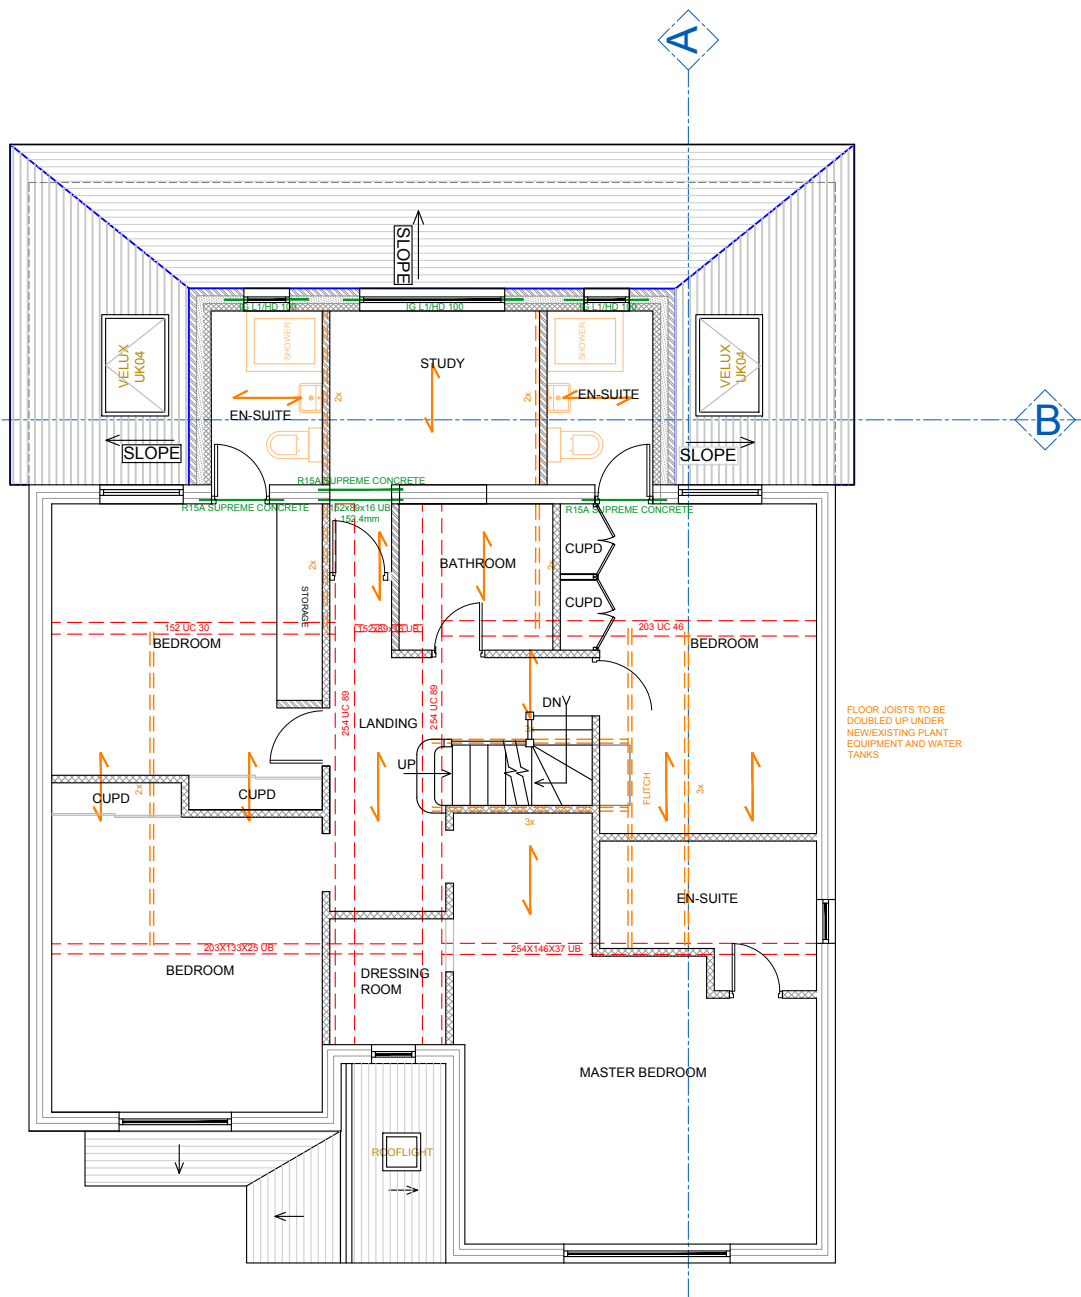 A
SLOPE
IG L1/HD 100
IG L1/HD 100
IG L1/HD 100
SHOWER
SHOWER
VELUX
UK04
STUDY
VELUX
UK04
EN-SUITE
2x
2x
EN-SUITE
B
SLOPE
SLOPE
R15A SUPREME CONCRETE
R15A SUPREME CONCRETE
152x89x16 UB
152.4mm
R15A SUPREME CONCRETE
2x
BATHROOM
2x
CUPD
CUPD
STORAGE
152 UC 30
BEDROOM
152x89x16 UB
203 UC 46
BEDROOM
254 UC 89
254 UC 89
LANDING
DN
3x
UP
FLOOR JOISTS TO BE
DOUBLED UP UNDER
NEW/EXISTING PLANT
EQUIPMENT AND WATER
TANKS
CUPD
2x
CUPD
FLITCH
3x
3x
EN-SUITE
203X133X25 UB
254X146X37 UB
BEDROOM
DRESSING
ROOM
MASTER BEDROOM
ROOFLIGHT